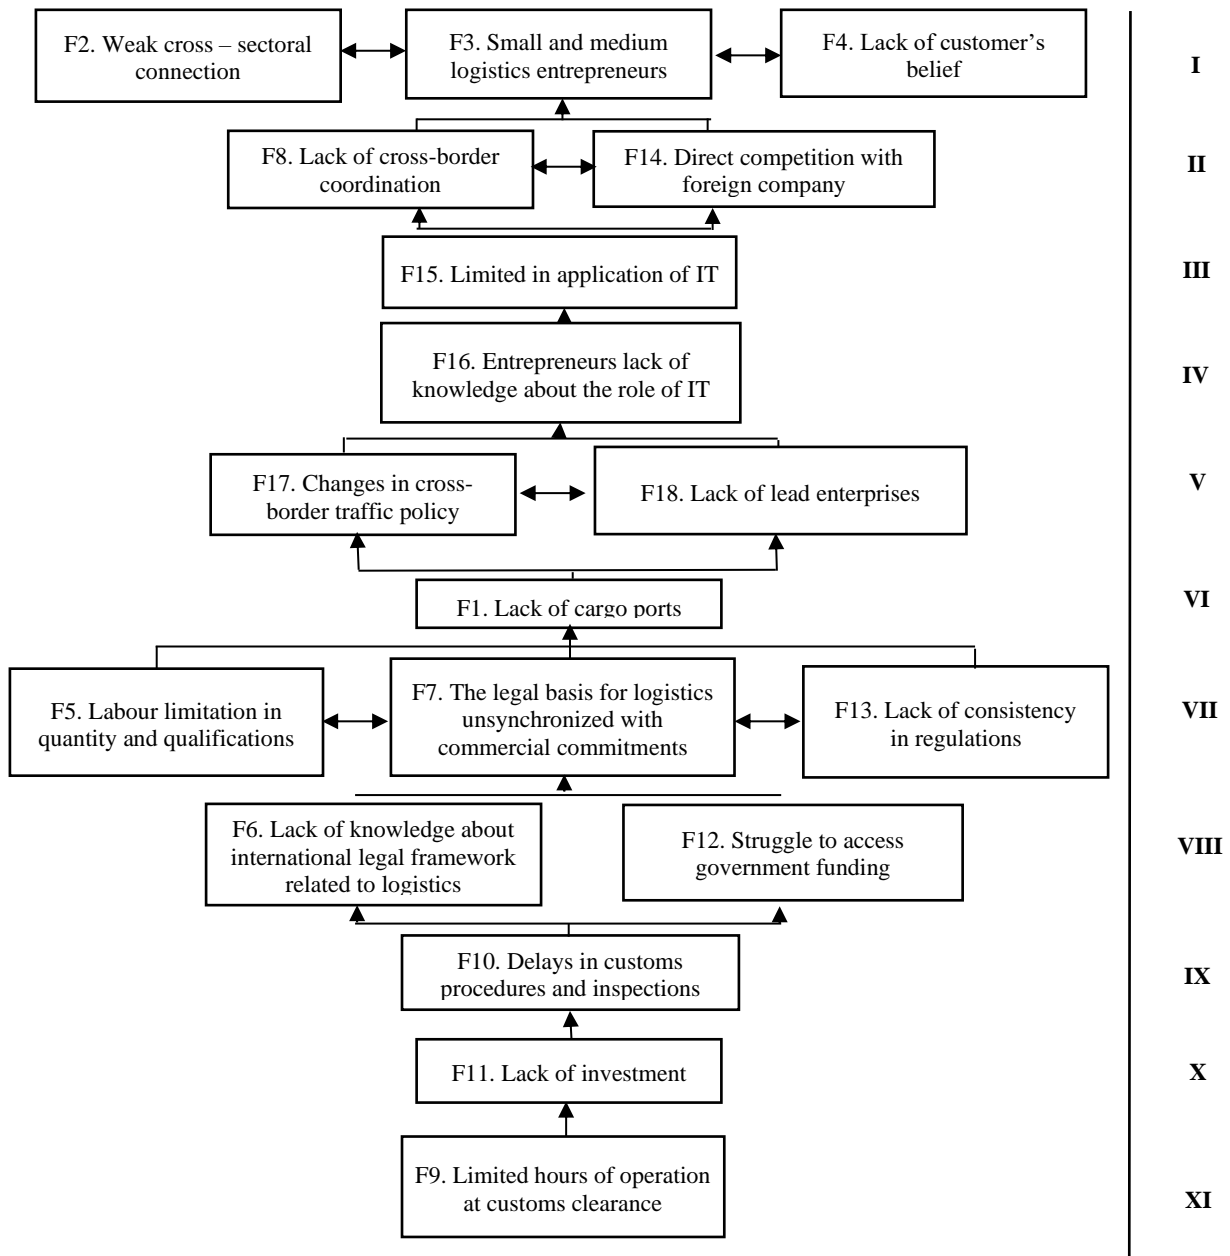 F2. Weak cross – sectoral
connection
F3. Small and medium
logistics entrepreneurs
F4. Lack of customer’s
belief
I
F8. Lack of cross-border
coordination
F14. Direct competition with
foreign company
II
F15. Limited in application of IT
III
F16. Entrepreneurs lack of
knowledge about the role of IT
IV
F17. Changes in cross-
border traffic policy
F18. Lack of lead enterprises
V
F1. Lack of cargo ports
VI
F5. Labour limitation in
quantity and qualifications
F7. The legal basis for logistics
unsynchronized with
commercial commitments
F13. Lack of consistency
in regulations
VII
F6. Lack of knowledge about
international legal framework
related to logistics
F12. Struggle to access
government funding
VIII
F10. Delays in customs
procedures and inspections
IX
F11. Lack of investment
X
F9. Limited hours of operation
at customs clearance
XI